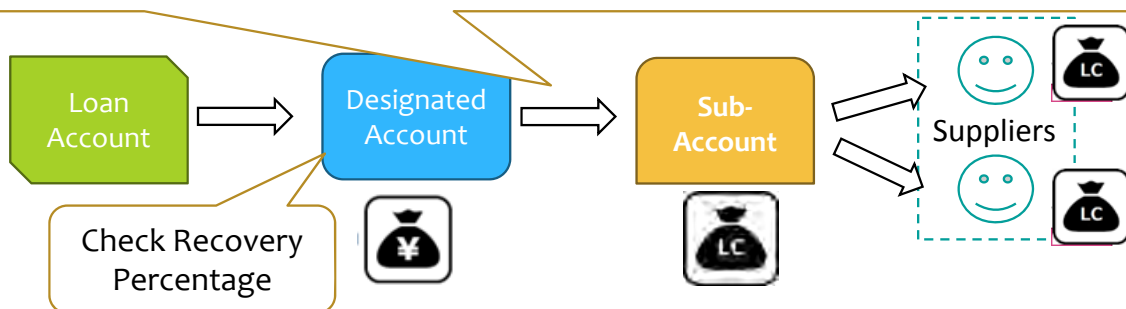 Loan
Account
Designated
Account
Sub-
Account
Suppliers
LC
LC
LC
¥
Check Recovery
Percentage